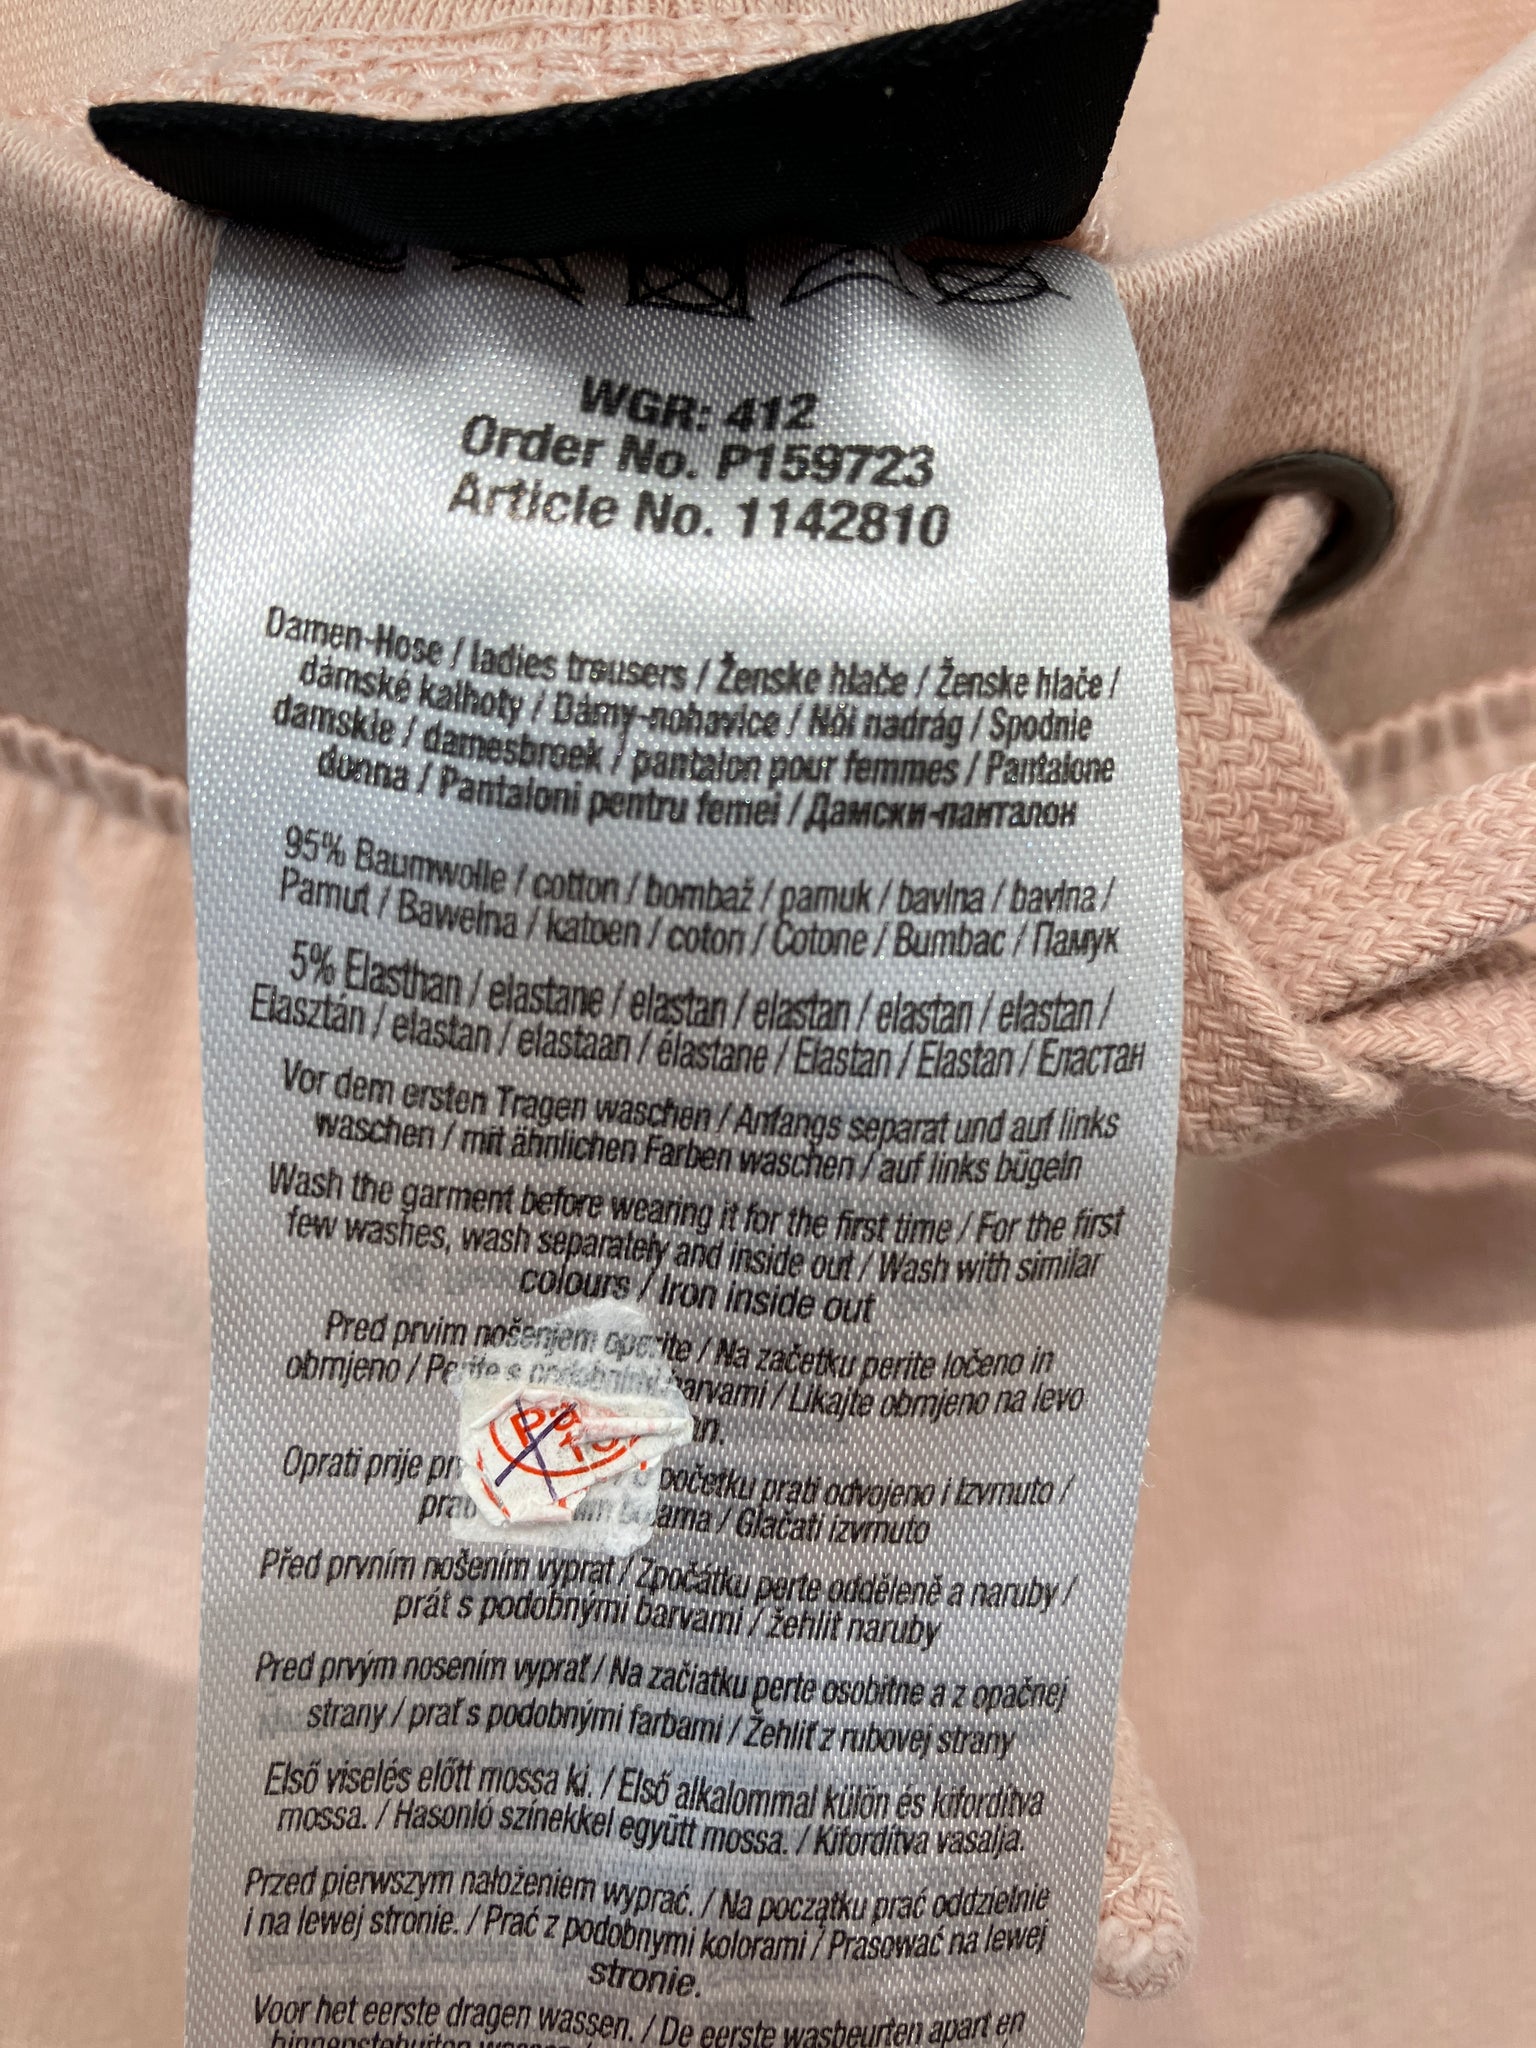 WGR: 412
Order No. P159723
Article No. 1142810
Damen-Hose / ladies trousers / Ženske hlače / Ženske hlače /
dámské kalhoty / Dámy-nohavice / Női nadrág / Spodnie
damskie / damesbroek / pantalon pour femmes / Pantalone
donna / Pantaloni pentru femei / Дамски-панталон
95% Baumwolle / cotton / bombaž / pamuk / bavlna / bavlna /
Pamut / Bawełna / katoen / coton / Cotone / Bumbac / Памук
5% Elasthan / elastane / elastan / elastan / elastan / elastan /
Elasztán / elastan / elastaan / élastane / Elastan / Elastan / Еластан
Vor dem ersten Tragen waschen / Anfangs separat und auf links
waschen / mit ähnlichen Farben waschen / auf links bügeln
Wash the garment before wearing it for the first time / For the first
few washes, wash separately and inside out / Wash with similar
colours / Iron inside out
Pred prvim nošenjem operite / Na začetku perite ločeno in
obrnjeno / Perite s podobnimi barvami / Likajte obrnjeno na levo
Oprati prije početku prati odvojeno i izvrnuto /
/ Glačati izvrnuto
Před prvním nošením vyprat / Zpočátku perte odděleně a naruby /
prát s podobnými barvami / žehlit naruby
Pred prvým nosením vyprať / Na začiatku perte osobitne a z opačnej
strany / prať s podobnými farbami / Žehliť z rubovej strany
Első viselés előtt mossa ki. / Első alkalommal külön és kifordítva
mossa. / Hasonló színekkel együtt mossa. / Kifordítva vasalja.
Przed pierwszym nałożeniem wyprać. / Na początku prać oddzielnie
i na lewej stronie. / Prać z podobnymi kolorami / Prasować na lewej
stronie.
Voor het eerste dragen wassen. / De eerste wasbeurten apart en